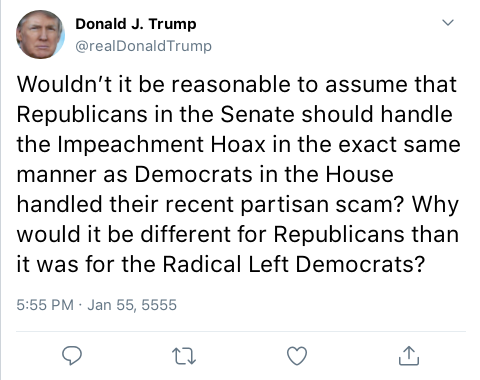 Donald J. Trump
@realDonaldTrump
Wouldn't it be reasonable to assume that
Republicans in the Senate should handle
the Impeachment Hoax in the exact same
manner as Democrats in the House
handled their recent partisan scam? Why
would it be different for Republicans than
it was for the Radical Left Democrats?
5:55 PM · Jan 55, 5555